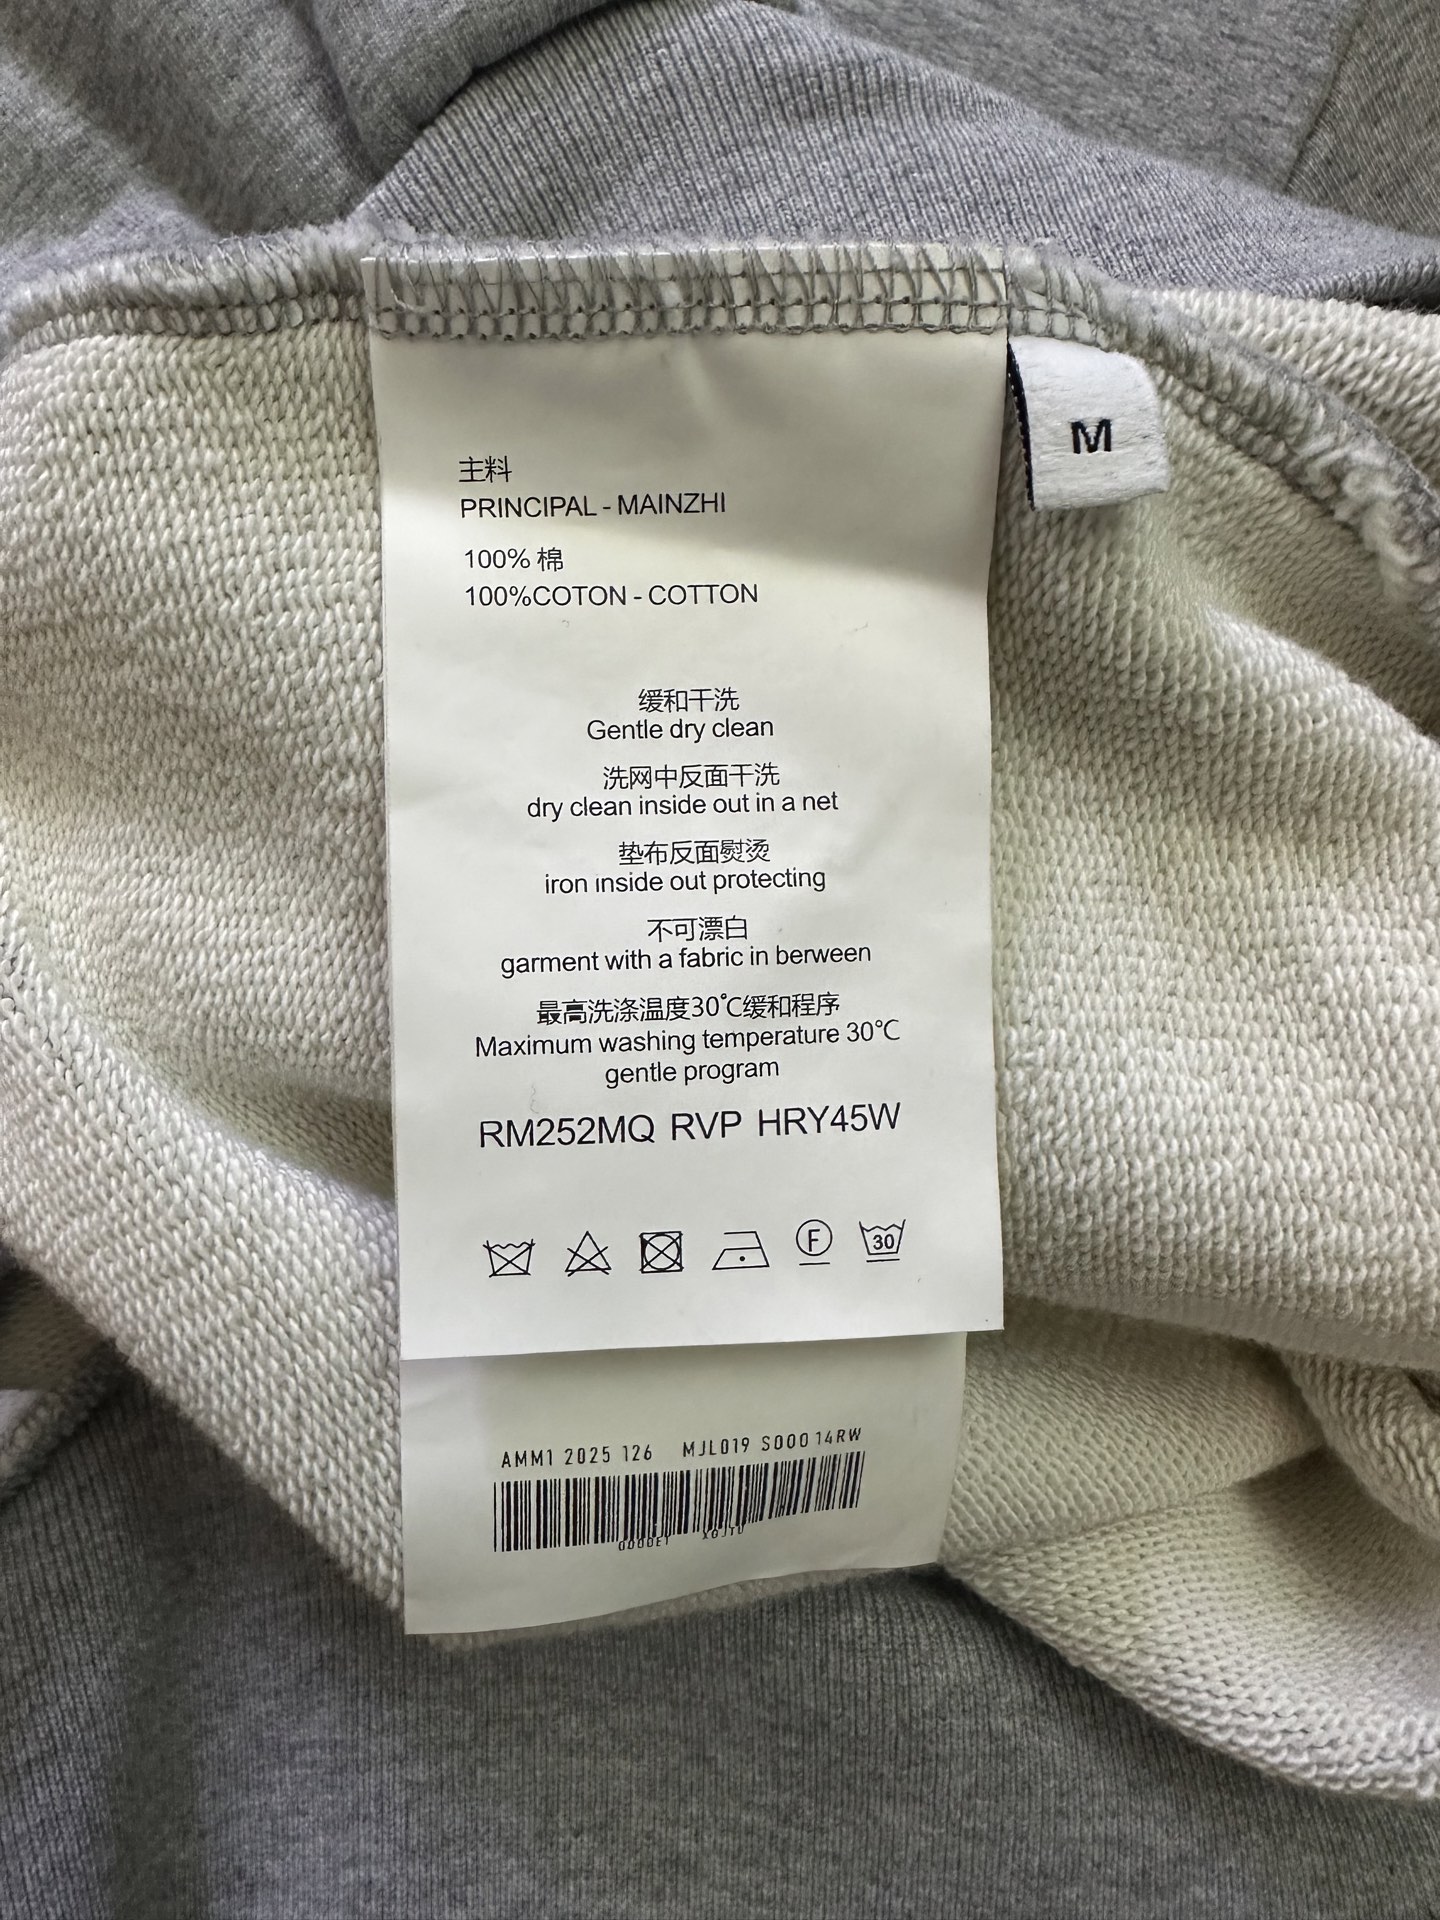 主料
PRINCIPAL - MAINZHI
100% 棉
100%COTON - COTTON
M
缓和干洗
Gentle dry clean
洗网中反面干洗
dry clean inside out in a net
垫布反面熨烫
iron inside out protecting
不可漂白
garment with a fabric in berween
最高洗涤温度30℃缓和程序
Maximum washing temperature 30℃
gentle program
RM252MQ RVP HRY45W
F
30
AMM1 2025 126 MJL019 S000 14RW